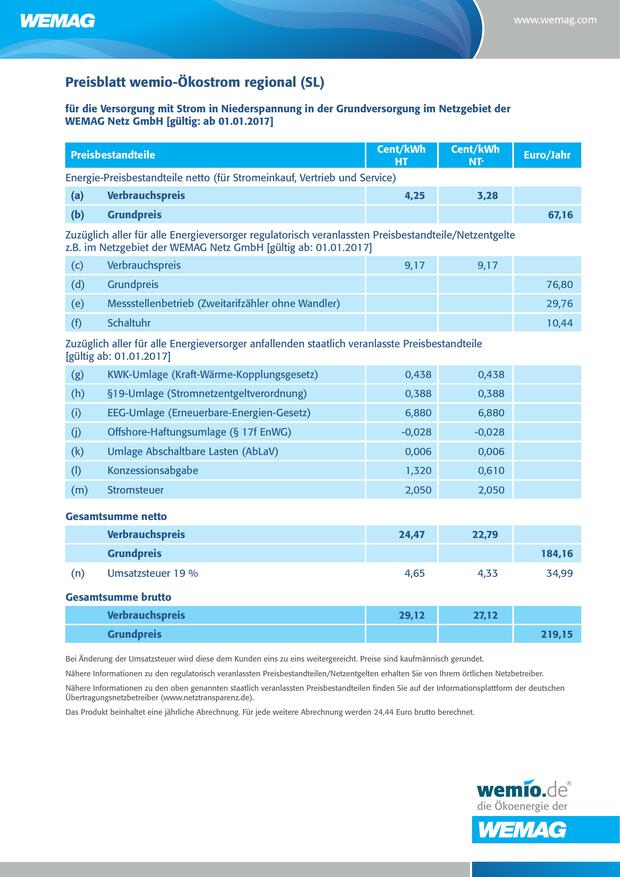 WEMAG
www.wemag.com
Preisblatt wemio-Ökostrom regional (SL)
für die Versorgung mit Strom in Niederspannung in der Grundversorgung im Netzgebiet der
WEMAG Netz GmbH [gültig: ab 01.01.2017]
Preisbestandteile Cent/kWh HT Cent/kWh NT· Euro/Jahr
Energie-Preisbestandteile netto (für Stromeinkauf, Vertrieb und Service)
(a) Verbrauchspreis 4,25 3,28
(b) Grundpreis 67,16
Zuzüglich aller für alle Energieversorger regulatorisch veranlassten Preisbestandteile/Netzentgelte
z.B. im Netzgebiet der WEMAG Netz GmbH [gültig ab: 01.01.2017]
(c) Verbrauchspreis 9,17 9,17
(d) Grundpreis 76,80
(e) Messstellenbetrieb (Zweitarifzähler ohne Wandler) 29,76
(f) Schaltuhr 10,44
Zuzüglich aller für alle Energieversorger anfallenden staatlich veranlasste Preisbestandteile
[gültig ab: 01.01.2017]
(g) KWK-Umlage (Kraft-Wärme-Kopplungsgesetz) 0,438 0,438
(h) §19-Umlage (Stromnetzentgeltverordnung) 0,388 0,388
(i) EEG-Umlage (Erneuerbare-Energien-Gesetz) 6,880 6,880
(j) Offshore-Haftungsumlage (§ 17f EnWG) -0,028 -0,028
(k) Umlage Abschaltbare Lasten (AbLaV) 0,006 0,006
(l) Konzessionsabgabe 1,320 0,610
(m) Stromsteuer 2,050 2,050
Gesamtsumme netto
Verbrauchspreis 24,47 22,79
Grundpreis 184,16
(n) Umsatzsteuer 19 % 4,65 4,33 34,99
Gesamtsumme brutto
Verbrauchspreis 29,12 27,12
Grundpreis 219,15
Bei Änderung der Umsatzsteuer wird diese dem Kunden eins zu eins weitergereicht. Preise sind kaufmännisch gerundet.
Nähere Informationen zu den regulatorisch veranlassten Preisbestandteilen/Netzentgelten erhalten Sie von Ihrem örtlichen Netzbetreiber.
Nähere Informationen zu den oben genannten staatlich veranlassten Preisbestandteilen finden Sie auf der Informationsplattform der deutschen
Übertragungsnetzbetreiber (www.netztransparenz.de).
Das Produkt beinhaltet eine jährliche Abrechnung. Für jede weitere Abrechnung werden 24,44 Euro brutto berechnet.
wemio.de®
die Ökoenergie der
WEMAG